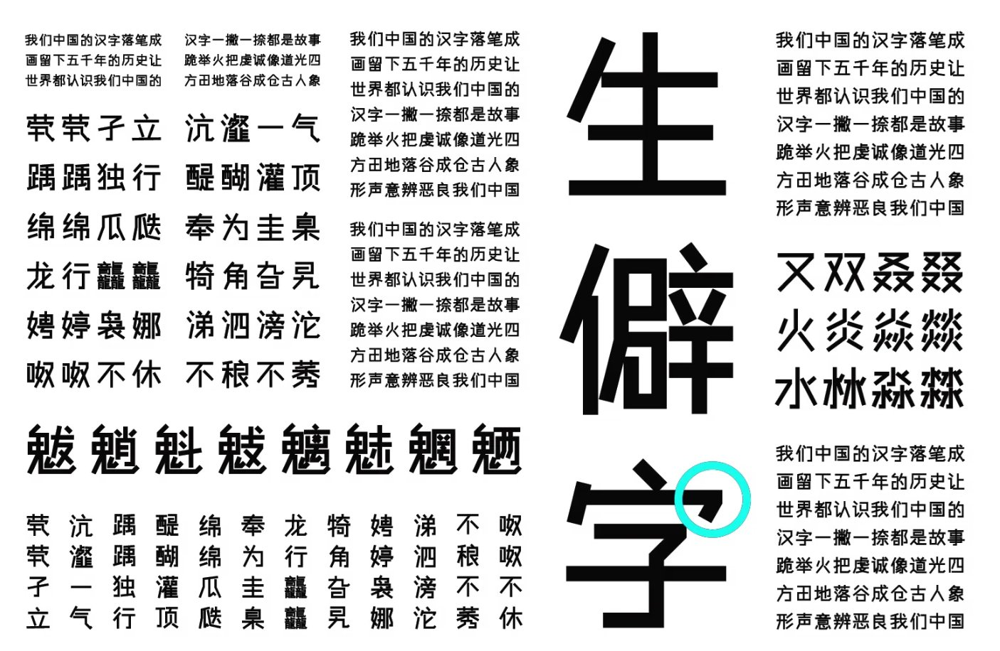 我们中国的汉字落笔成
画留下五千年的历史让
世界都认识我们中国的
汉字一撇一捺都是故事
跪举火把虔诚像道光四
方田地落谷成仓古人象
茕茕孑立
踽踽独行
绵绵瓜瓞
龙行龘龘
娉婷袅娜
呶呶不休
沆瀣一气
醍醐灌顶
奉为圭臬
犄角旮旯
涕泗滂沱
不稂不莠
魃魈魁鬾魑魅魍魉
茕沆踽醍绵奉龙犄娉涕不呶
茕瀣踽醐绵为行角婷泗稂呶
孑一独灌瓜圭龘旮袅滂不不
立气行顶瓞臬龘旯娜沱莠休
我们中国的汉字落笔成
画留下五千年的历史让
世界都认识我们中国的
汉字一撇一捺都是故事
跪举火把虔诚像道光四
方田地落谷成仓古人象
形声意辨恶良我们中国
我们中国的汉字落笔成
画留下五千年的历史让
世界都认识我们中国的
汉字一撇一捺都是故事
跪举火把虔诚像道光四
方田地落谷成仓古人象
形声意辨恶良我们中国
生
僻
字
我们中国的汉字落笔成
画留下五千年的历史让
世界都认识我们中国的
汉字一撇一捺都是故事
跪举火把虔诚像道光四
方田地落谷成仓古人象
形声意辨恶良我们中国
又双叒叕
火炎焱燚
水沝淼㵘
我们中国的汉字落笔成
画留下五千年的历史让
世界都认识我们中国的
汉字一撇一捺都是故事
跪举火把虔诚像道光四
方田地落谷成仓古人象
形声意辨恶良我们中国